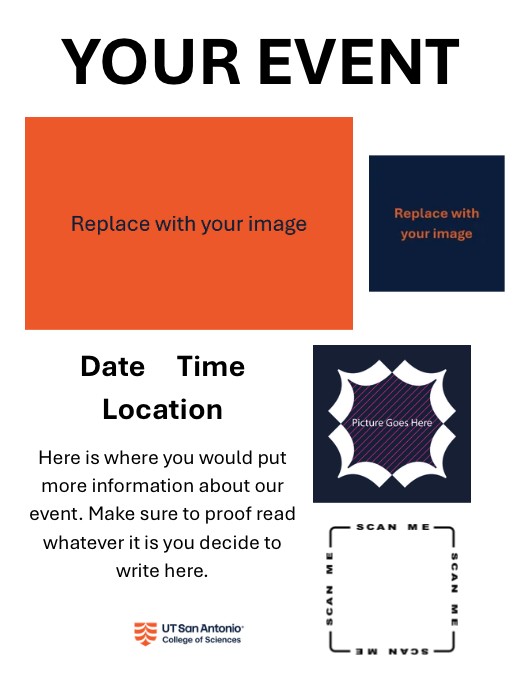 YOUR EVENT
Replace with your image
Replace with
your image
Date Time
Location
Here is where you would put
more information about our
event. Make sure to proof read
whatever it is you decide to
write here.
Picture Goes Here
SCAN ME
SCAN ME
SCAN ME
SCAN ME
UT San Antonio
College of Sciences